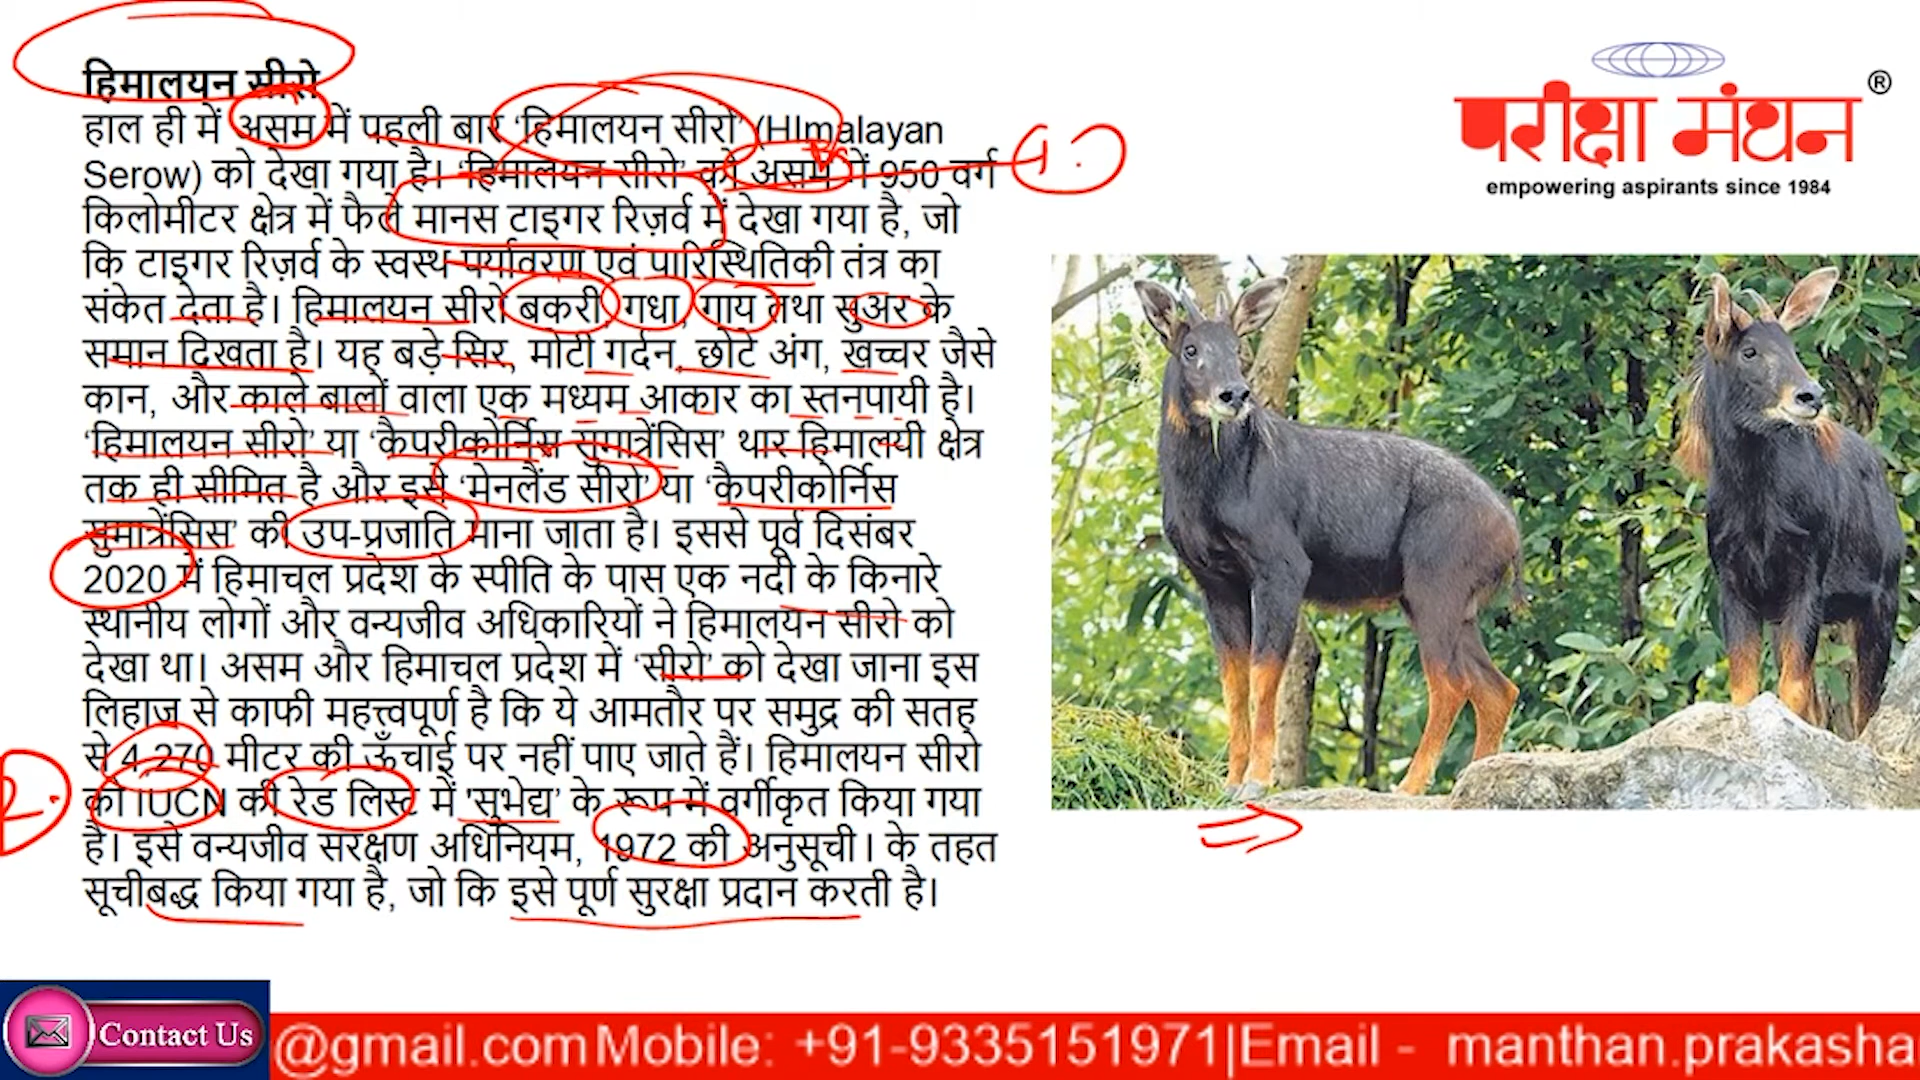 हिमालयन सीरो
हाल ही में असम में पहली बार ‘हिमालयन सीरो’ (HImalayan
Serow) को देखा गया है। ‘हिमालयन सीरो’ को असम में 950 वर्ग
किलोमीटर क्षेत्र में फैले मानस टाइगर रिज़र्व में देखा गया है, जो
कि टाइगर रिज़र्व के स्वस्थ पर्यावरण एवं पारिस्थितिकी तंत्र का
संकेत देता है। हिमालयन सीरो बकरी, गधा, गाय तथा सुअर के
समान दिखता है। यह बड़े सिर, मोटी गर्दन, छोटे अंग, खच्चर जैसे
कान, और काले बालों वाला एक मध्यम आकार का स्तनपायी है।
‘हिमालयन सीरो’ या ‘कैपरीकोर्निस सुमात्रेंसिस’ थार हिमालयी क्षेत्र
तक ही सीमित है और इसे ‘मेनलैंड सीरो’ या ‘कैपरीकोर्निस
सुमात्रेंसिस’ की उप-प्रजाति माना जाता है। इससे पूर्व दिसंबर
2020 में हिमाचल प्रदेश के स्पीति के पास एक नदी के किनारे
स्थानीय लोगों और वन्यजीव अधिकारियों ने हिमालयन सीरो को
देखा था। असम और हिमाचल प्रदेश में ‘सीरो’ को देखा जाना इस
लिहाज़ से काफी महत्त्वपूर्ण है कि ये आमतौर पर समुद्र की सतह
से 4,270 मीटर की ऊँचाई पर नहीं पाए जाते हैं। हिमालयन सीरो
को IUCN की रेड लिस्ट में 'सुभेद्य’ के रूप में वर्गीकृत किया गया
है। इसे वन्यजीव संरक्षण अधिनियम, 1972 की अनुसूची I के तहत
सूचीबद्ध किया गया है, जो कि इसे पूर्ण सुरक्षा प्रदान करती है।
परीक्षा मंथन ®
empowering aspirants since 1984
Contact Us
@gmail.com Mobile: +91-9335151971|Email - manthan.prakasha